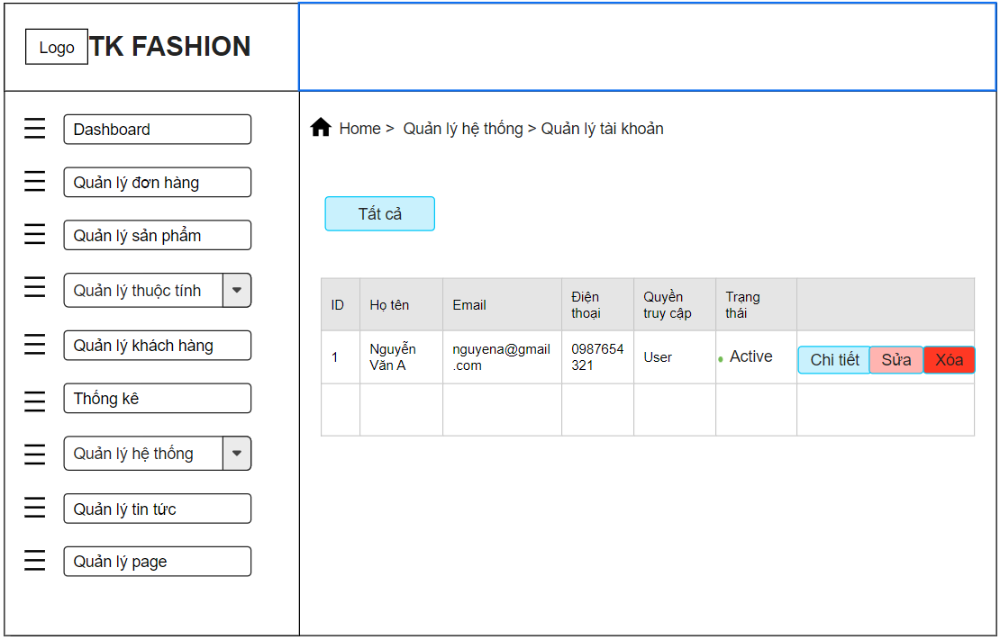 Logo TK FASHION
Dashboard
Quản lý đơn hàng
Quản lý sản phẩm
Quản lý thuộc tính
Quản lý khách hàng
Thống kê
Quản lý hệ thống
Quản lý tin tức
Quản lý page
Home > Quản lý hệ thống > Quản lý tài khoản
Tất cả
ID
Họ tên
Email
Điện
thoại
Quyền
truy cập
Trạng
thái
1
Nguyễn
Văn A
nguyena@gmail
.com
0987654
321
User
Active
Chi tiết
Sửa
Xóa